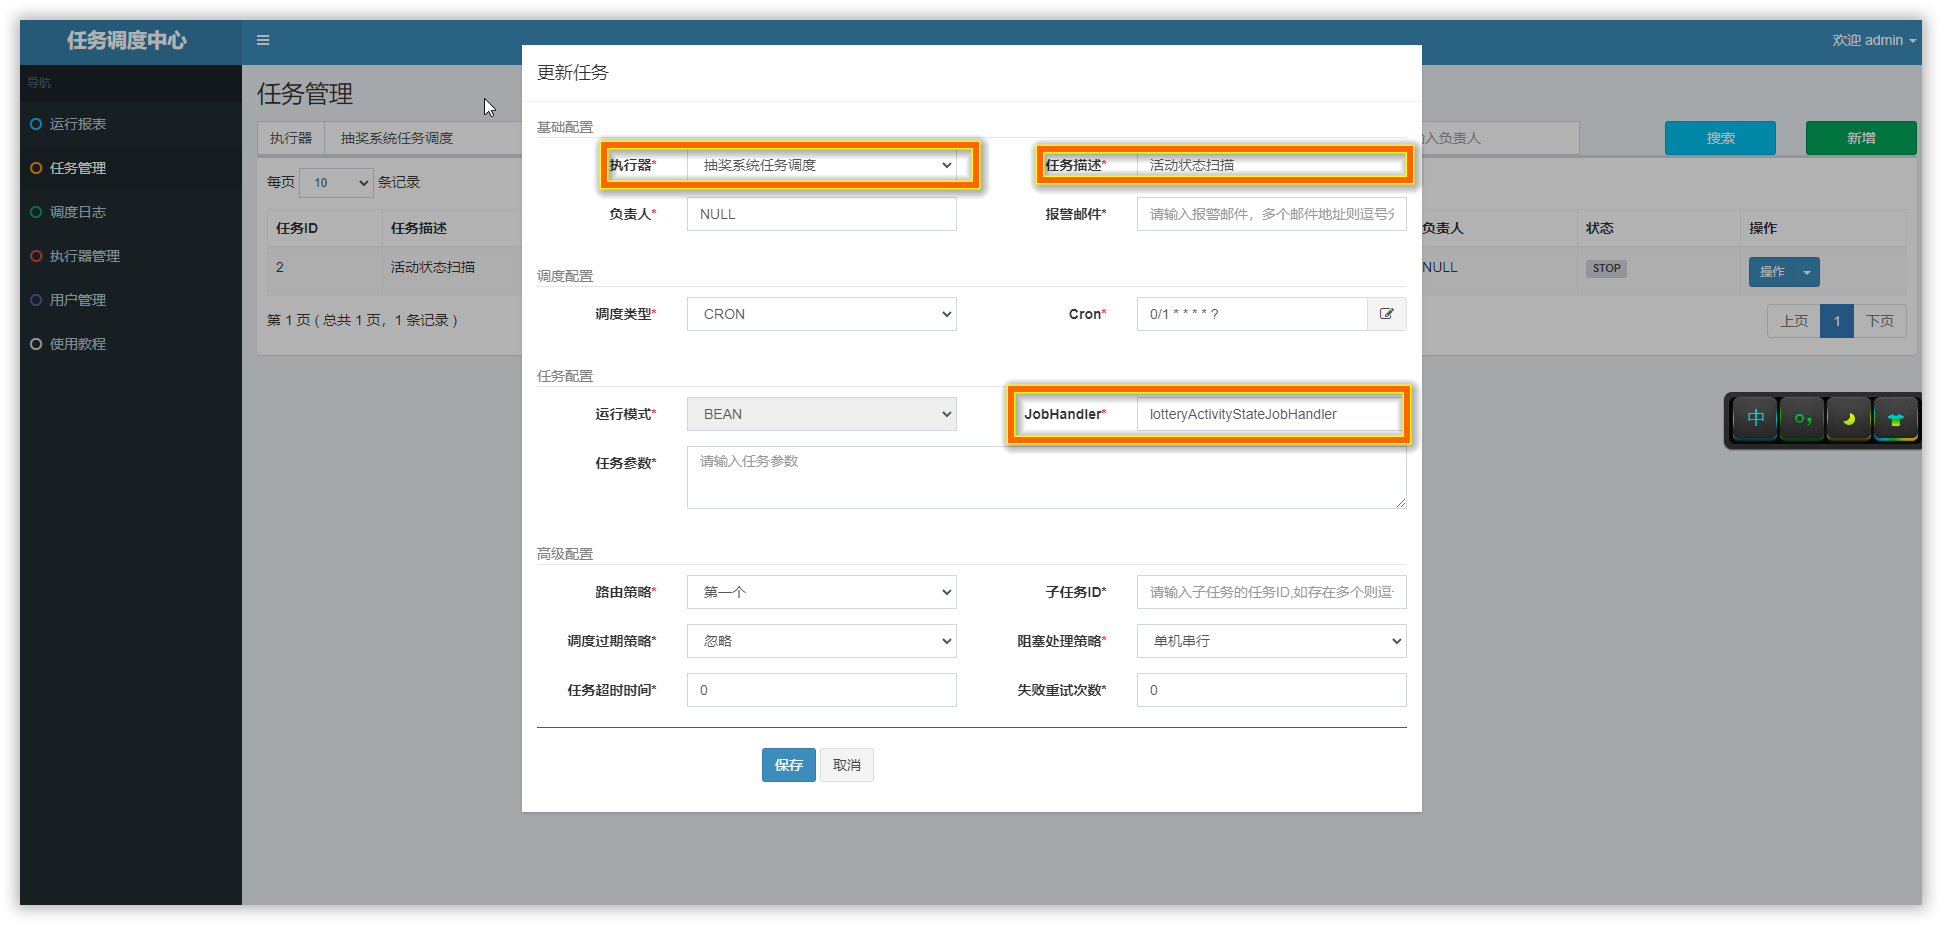 任务调度中心
欢迎 admin
导航
运行报表
任务管理
调度日志
执行器管理
用户管理
使用教程
任务管理
执行器 抽奖系统任务调度
入负责人
搜索 新增
每页 10 条记录
任务ID 任务描述 负责人 状态 操作
2 活动状态扫描 NULL STOP 操作
第 1 页 ( 总共 1 页，1 条记录 )
上页 1 下页
更新任务
基础配置
执行器* 抽奖系统任务调度 任务描述* 活动状态扫描
负责人* NULL 报警邮件* 请输入报警邮件，多个邮件地址则逗号分
调度配置
调度类型* CRON Cron* 0/1 * * * * ?
任务配置
运行模式* BEAN JobHandler* lotteryActivityStateJobHandler
任务参数* 请输入任务参数
高级配置
路由策略* 第一个 子任务ID* 请输入子任务的任务ID,如存在多个则逗
调度过期策略* 忽略 阻塞处理策略* 单机串行
任务超时时间* 0 失败重试次数* 0
保存 取消
中